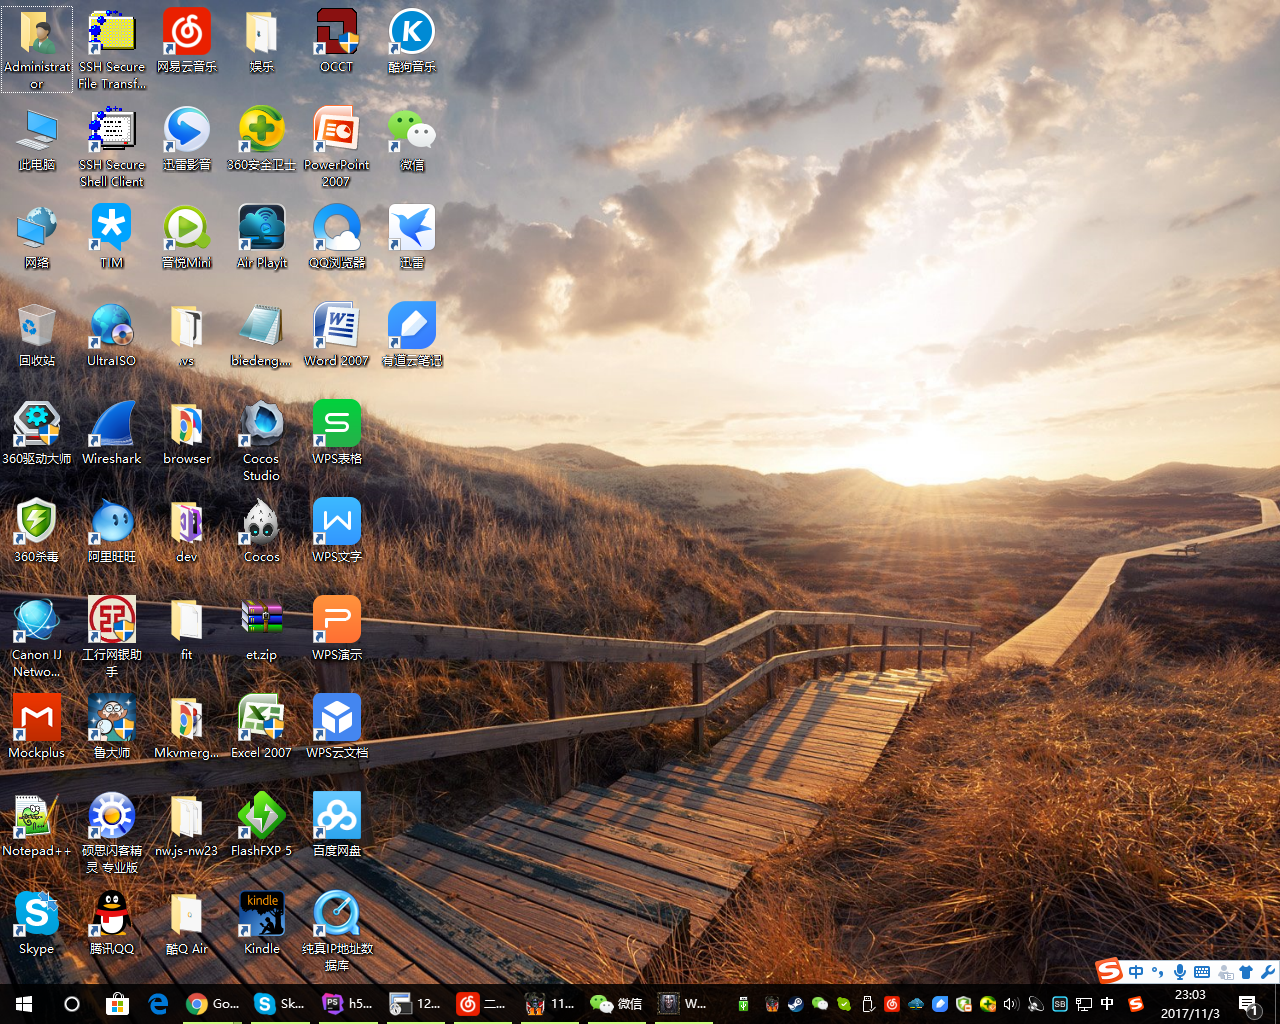 Administrat
or
SSH Secure
File Transf...
网易云音乐
娱乐
OCCT
酷狗音乐
此电脑
SSH Secure
Shell Client
迅雷影音
360安全卫士
PowerPoint
2007
微信
网络
TIM
音悦Mini
Air Playit
QQ浏览器
迅雷
回收站
UltraISO
.vs
biedeng....
Word 2007
有道云笔记
360驱动大师
Wireshark
browser
Cocos
Studio
WPS表格
360杀毒
阿里旺旺
dev
Cocos
WPS文字
Canon IJ
Netwo...
工行网银助
手
fit
et.zip
WPS演示
Mockplus
鲁大师
Mkvmerg...
Excel 2007
WPS云文档
Notepad++
硕思闪客精
灵 专业版
nw.js-nw23
FlashFXP 5
百度网盘
Skype
腾讯QQ
酷Q Air
kindle
Kindle
纯真IP地址数
据库
中
Go...
Sk...
h5...
12...
二...
11...
微信
W...
中
23:03
2017/11/3
1